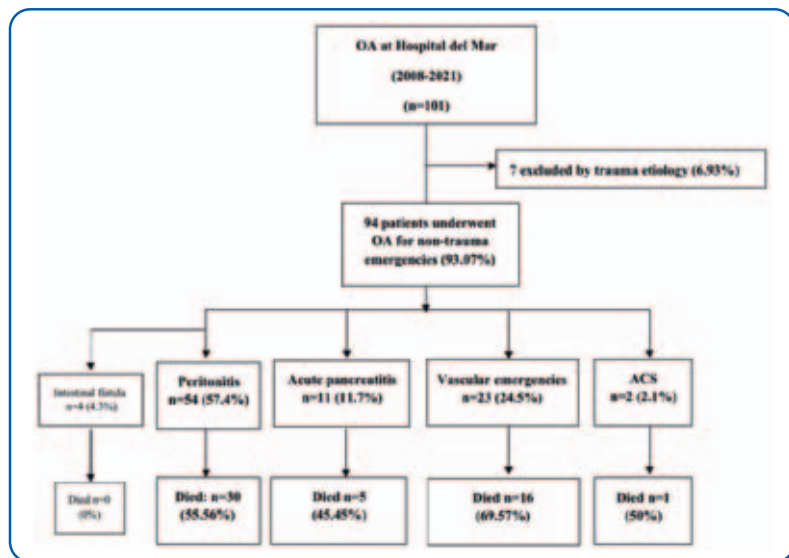 OA at Hospital del Mar
(2008-2021)
(n=101)
7 excluded by trauma etiology (6.93%)
94 patients underwent
OA for non-trauma
emergencies (93.07%)
Intestinal fistula
n=4 (4.3%)
Peritonitis
n=54 (57.4%)
Acute pancreatitis
n=11 (11.7%)
Vascular emergencies
n=23 (24.5%)
ACS
n=2 (2.1%)
Died n=0
(0%)
Died: n=30
(55.56%)
Died n=5
(45.45%)
Died n=16
(69.57%)
Died n=1
(50%)